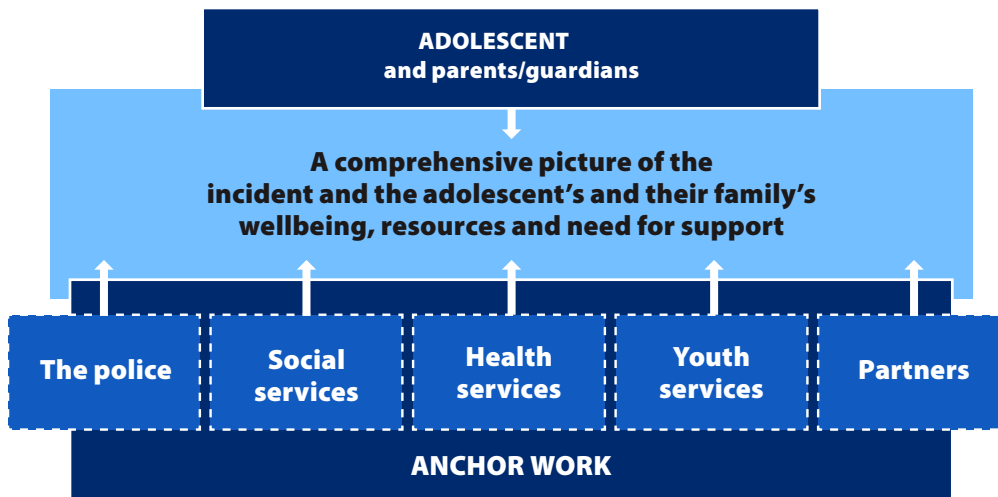 ADOLESCENT
and parents/guardians
A comprehensive picture of the
incident and the adolescent’s and their family’s
wellbeing, resources and need for support
The police
Social
services
Health
services
Youth
services
Partners
ANCHOR WORK